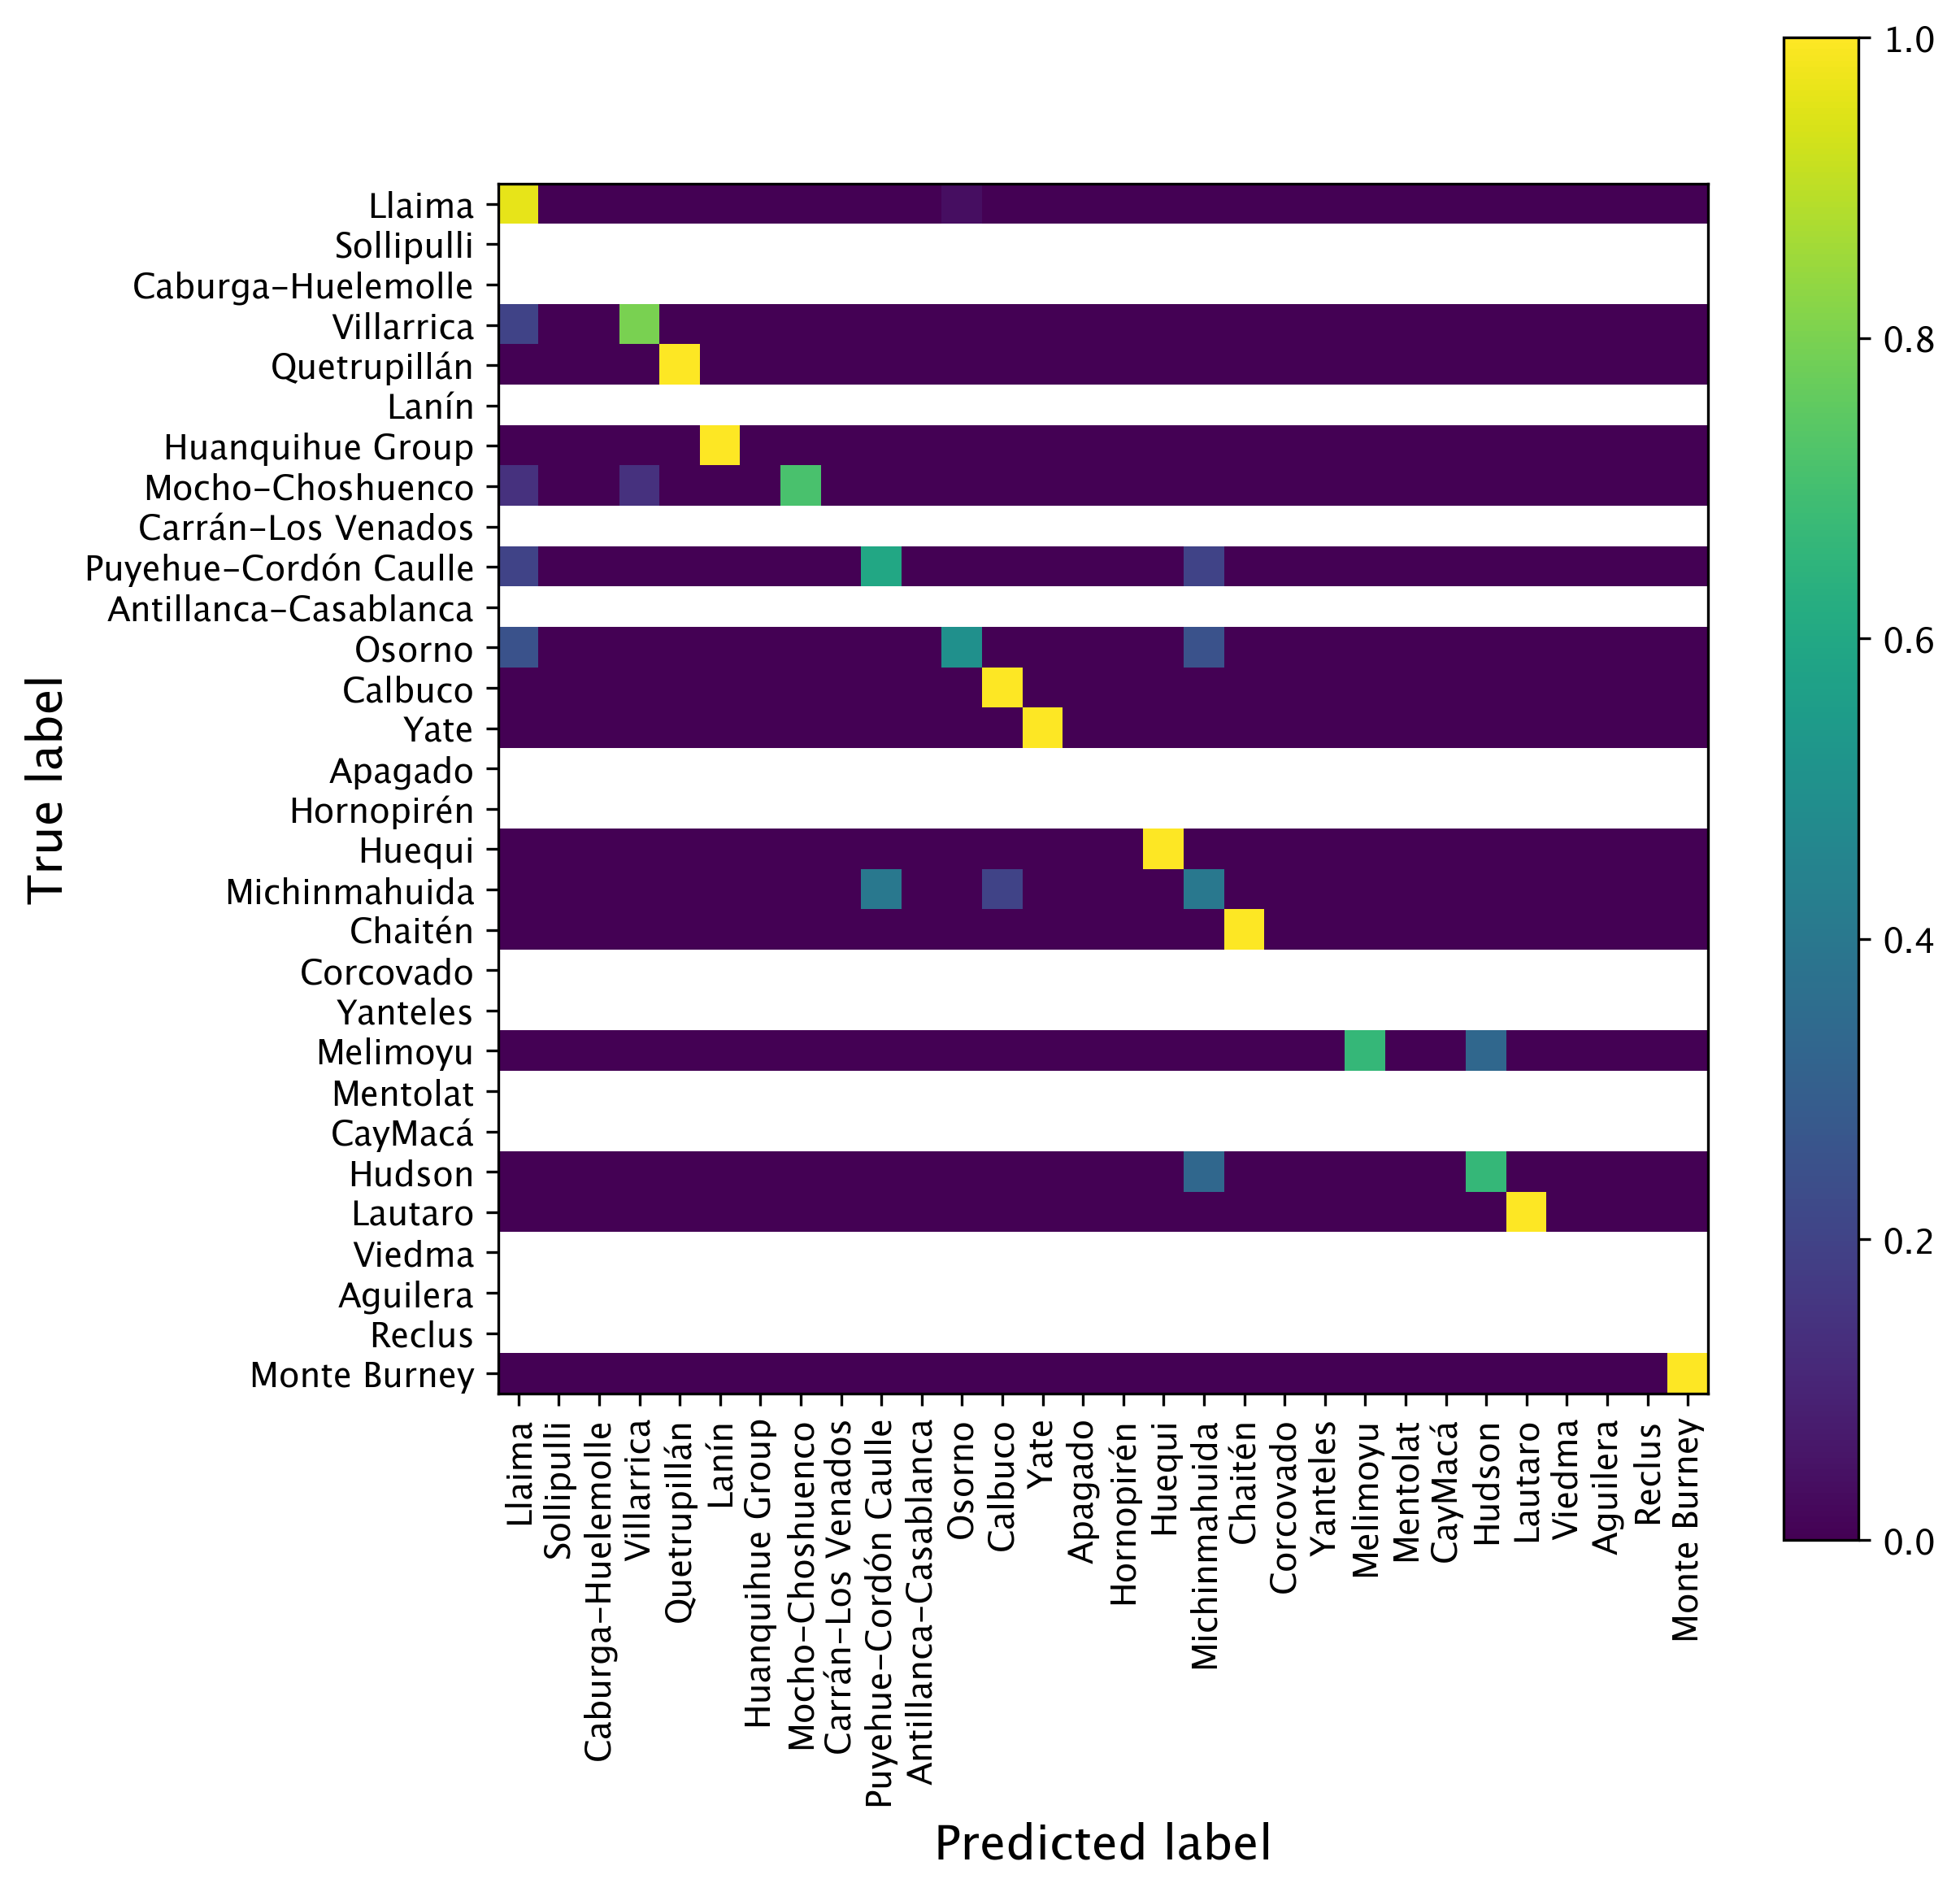 True label
Llaima
Sollipulli
Caburga-Huelemolle
Villarrica
Quetrupillán
Lanín
Huanquihue Group
Mocho-Choshuenco
Carrán-Los Venados
Puyehue-Cordón Caulle
Antillanca-Casablanca
Osorno
Calbuco
Yate
Apagado
Hornopirén
Huequi
Michinmahuida
Chaitén
Corcovado
Yanteles
Melimoyu
Mentolat
CayMacá
Hudson
Lautaro
Viedma
Aguilera
Reclus
Monte Burney
Llaima
Sollipulli
Caburga-Huelemolle
Villarrica
Quetrupillán
Lanín
Huanquihue Group
Mocho-Choshuenco
Carrán-Los Venados
Puyehue-Cordón Caulle
Antillanca-Casablanca
Osorno
Calbuco
Yate
Apagado
Hornopirén
Huequi
Michinmahuida
Chaitén
Corcovado
Yanteles
Melimoyu
Mentolat
CayMacá
Hudson
Lautaro
Viedma
Aguilera
Reclus
Monte Burney
Predicted label
1.0
0.8
0.6
0.4
0.2
0.0